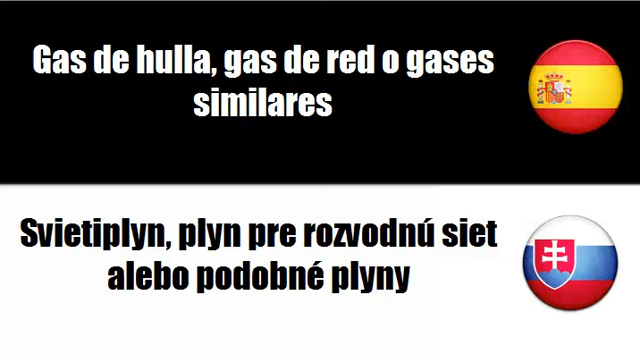 Gas de hulla, gas de red o gases
similares
Svietiplyn, plyn pre rozvodnú siet
alebo podobné plyny